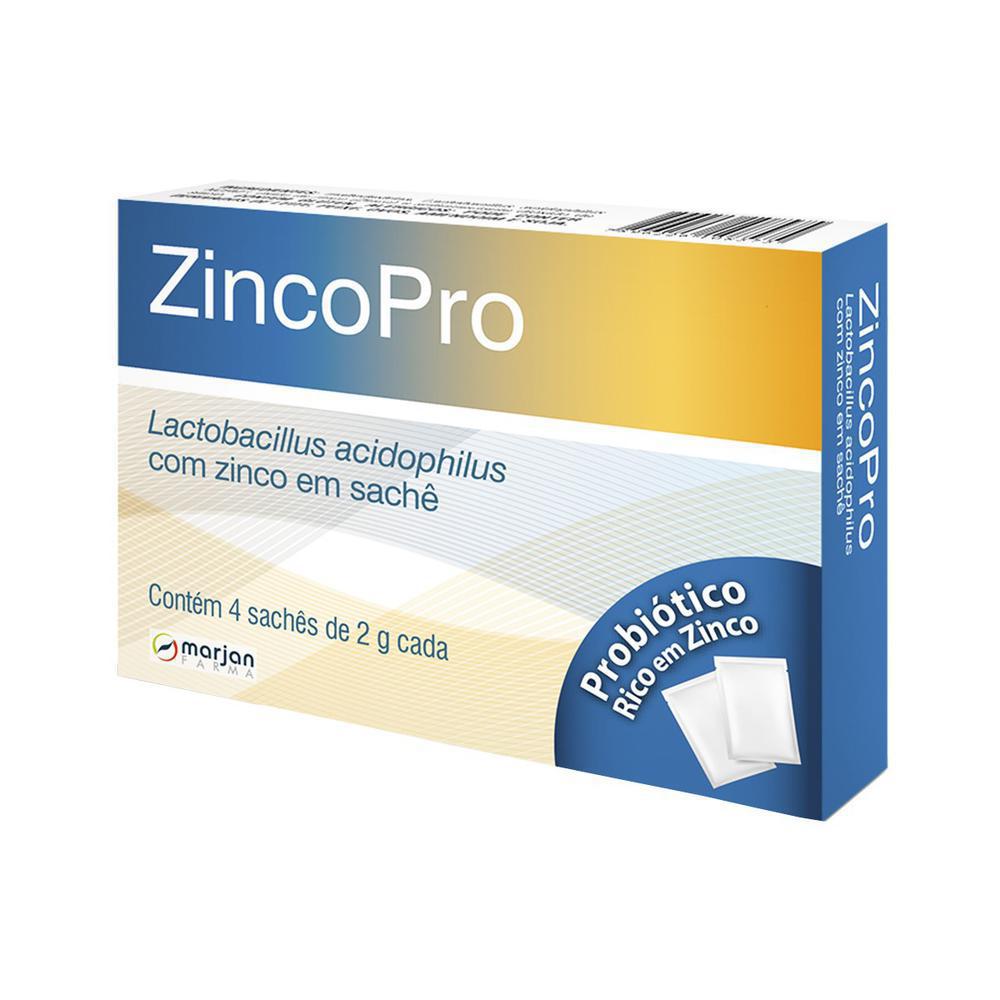 INGREDIENTES:
ZincoPro
Lactobacillus acidophilus
com zinco em sachê
Contém 4 sachês de 2 g cada
marjan
FARMA
Probiótico
Rico em Zinco
ZincoPro
Lactobacillus acidophilus
com zinco em sachê